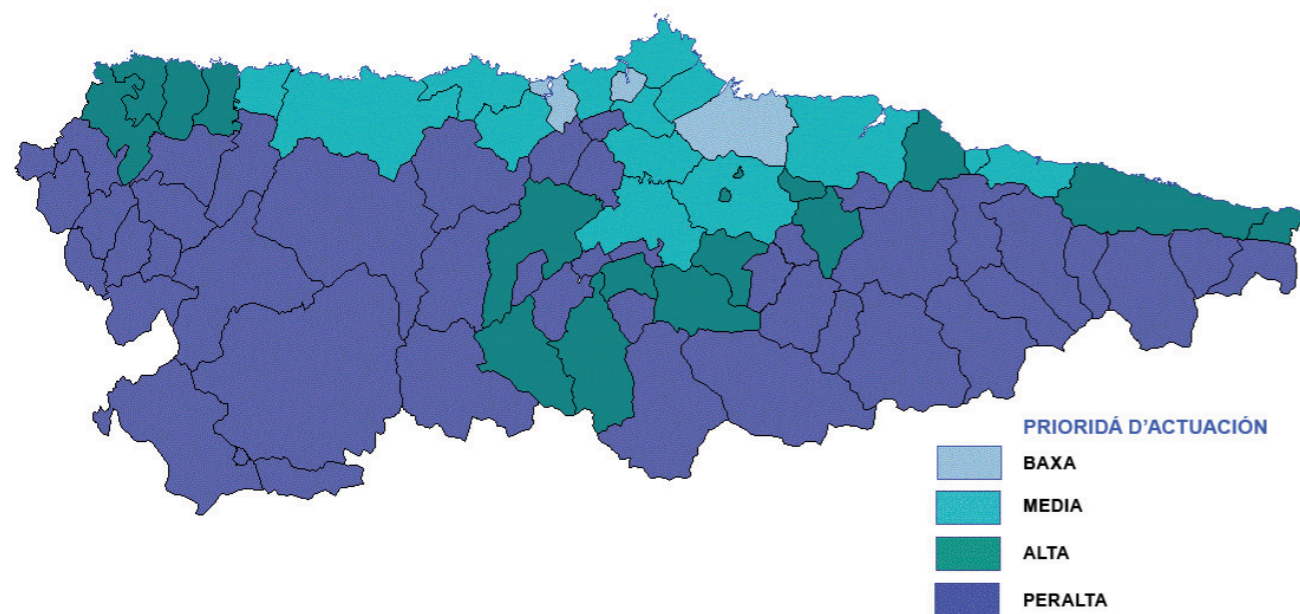 PRIORIDÁ D'ACTUACIÓN
BAXA
MEDIA
ALTA
PERALTA